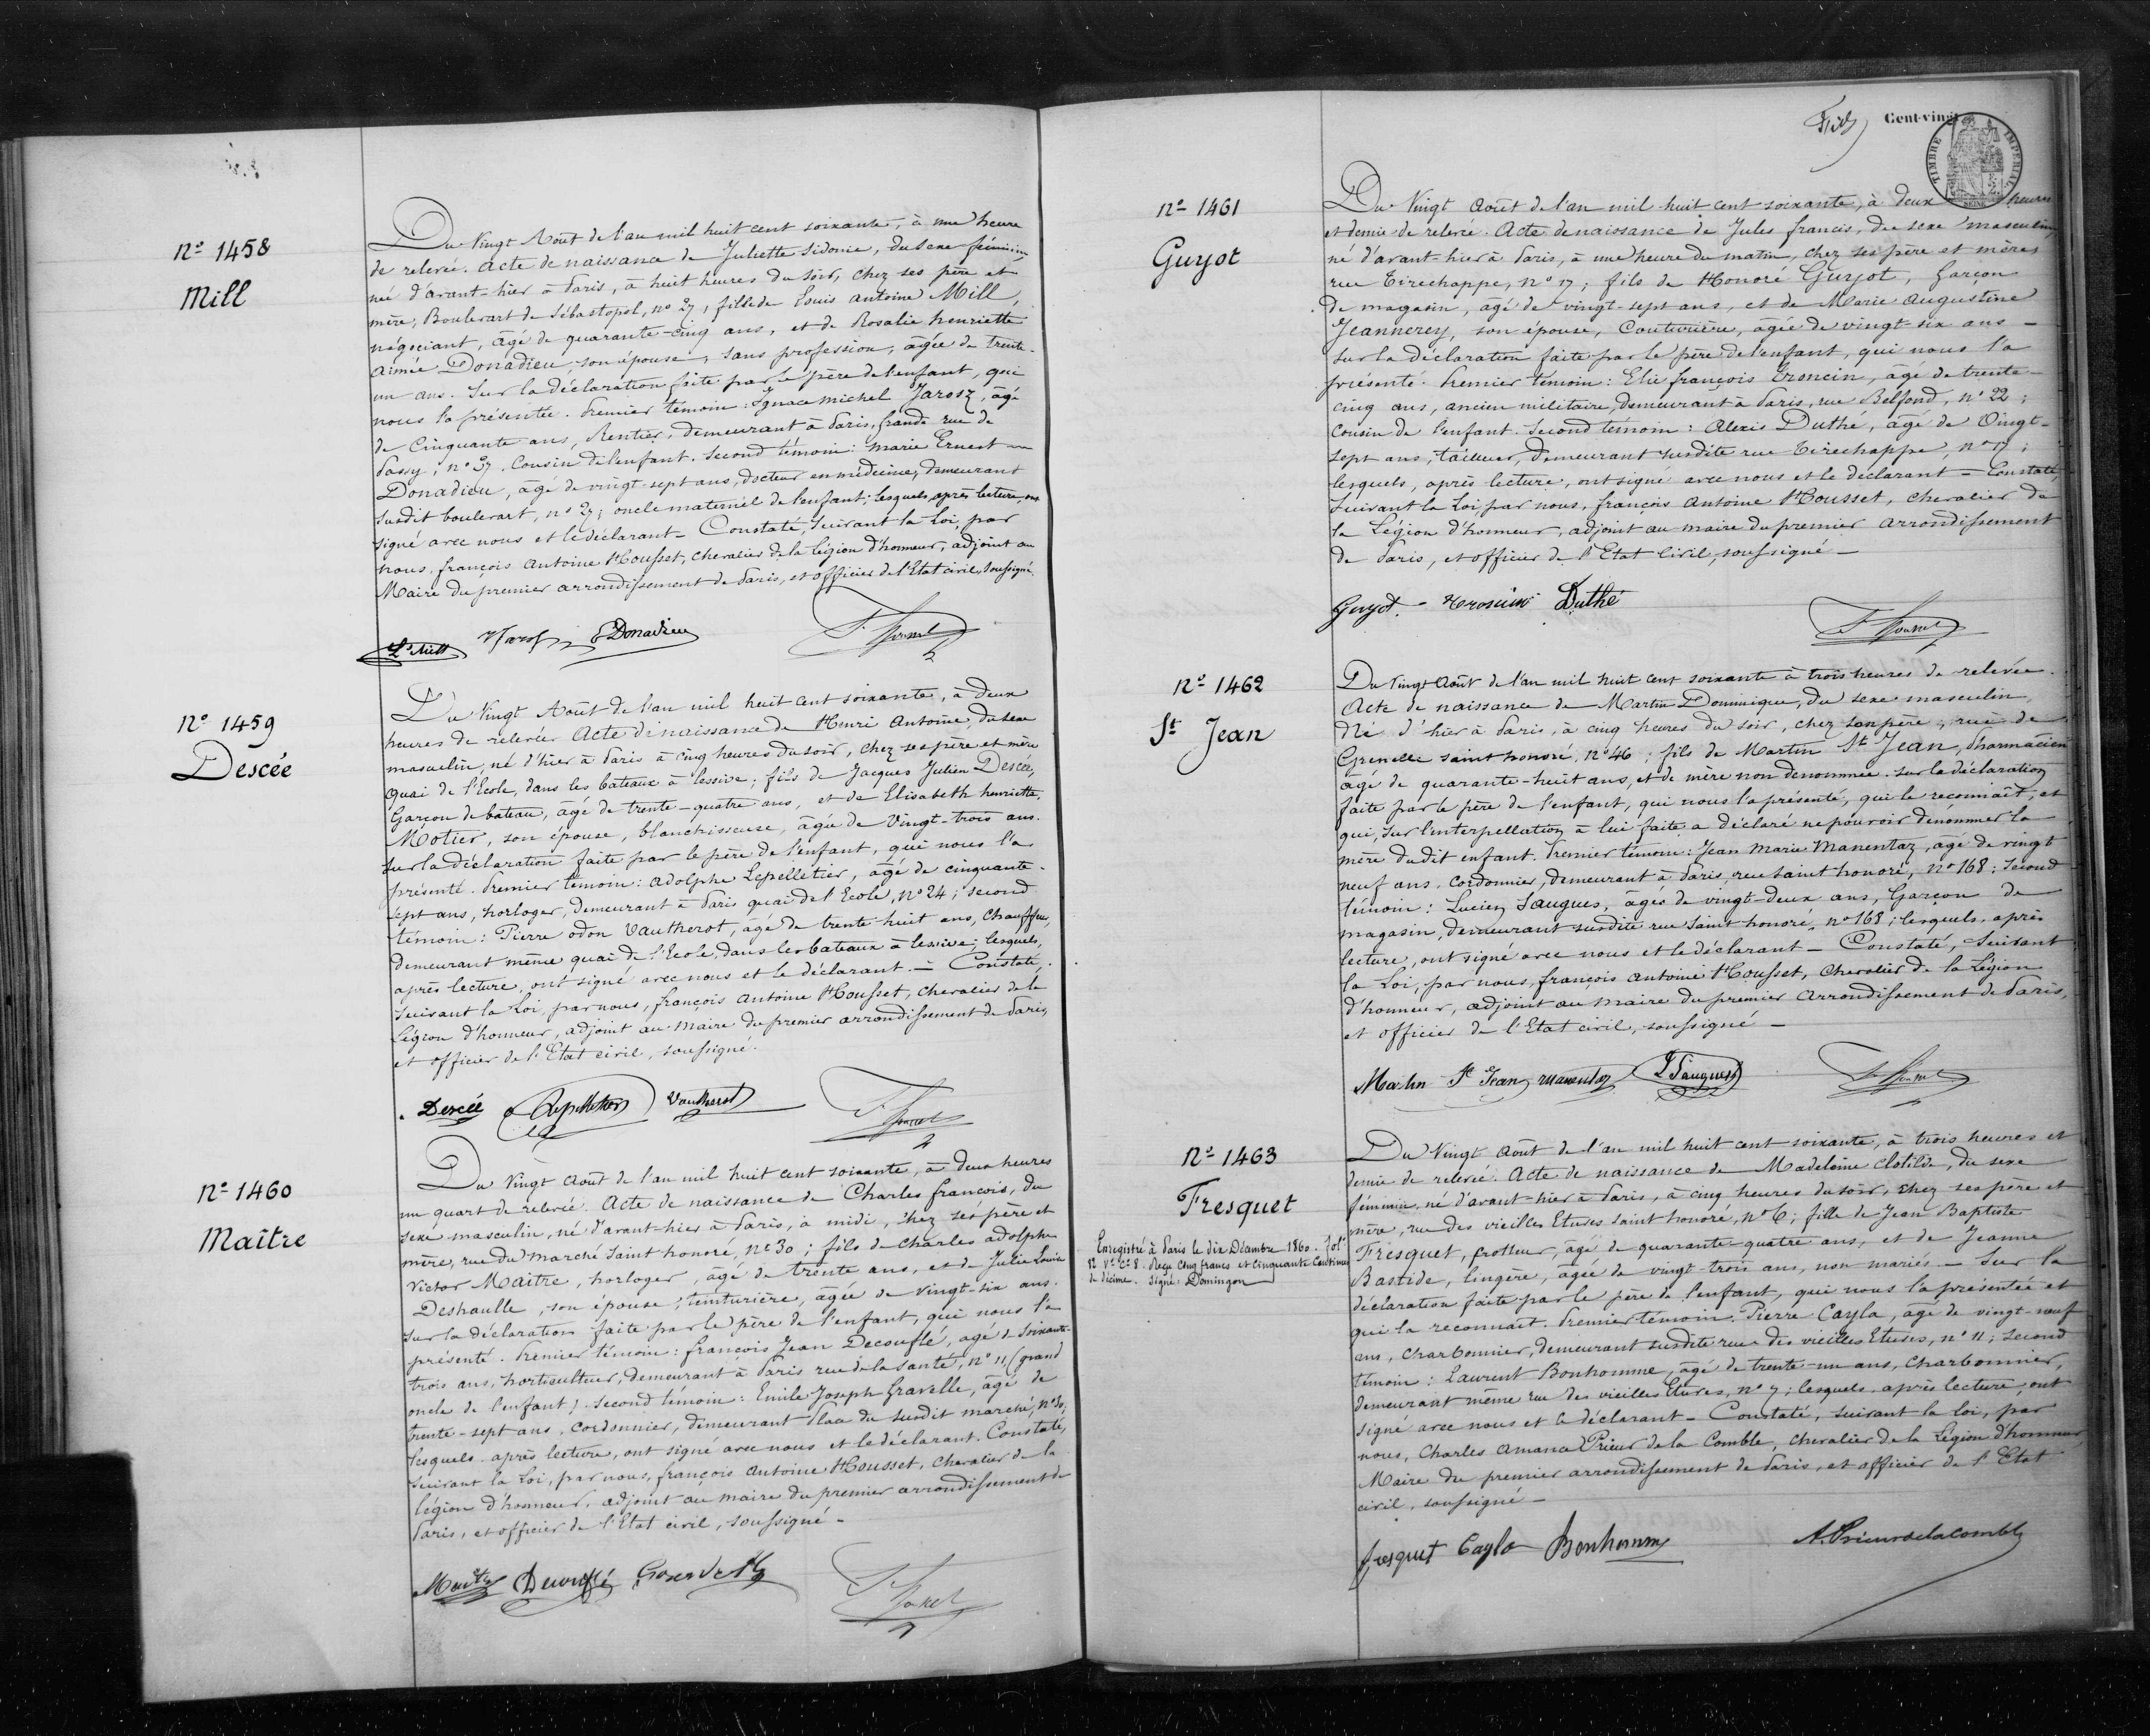 nº 1458
Mill
Du Vingt Août de l'an mil huit cent soixante, à une heure
de relevée. Acte de naissance de Juliette Sidonie, du sexe féminin,
né d'avant-hier à Paris, à huit heures du soir, chez ses père et
mère, Boulevart de Sébastopol, nº 27, fille de Louis Antoine Mill,
négociant, âgé de quarante-cinq ans, et de Rosalie henriette
aimée Donadieu, son épouse, sans profession, âgée de trente-
un ans. Sur la déclaration faite par le père de l'enfant, qui
nous l'a présentée. Premier témoin: Ignace Michel Jarosz, âgé
de Cinquante ans, Rentier, demeurant à Paris, grande rue de
Passy, nº 37, Cousin de l'enfant. Second témoin: Marie Ernest
Donadieu, âgé de vingt-sept ans, docteur en médecine, demeurant
susdit boulevart, nº 27, oncle maternel de l'enfant; lesquels, après lecture, ont
signé avec nous et le déclarant - Constaté, suivant la Loi, par
nous, françois Antoine Housset, chevalier de la légion d'honneur, adjoint au
Maire du premier arrondissement de Paris, et officier de l'Etat civil, soussigné.
Lˢ Mill Jarosz E Donadieu F. Housset
nº 1459
Descée
Du Vingt Août de l'an mil huit cent soixante, à deux
heures de relevée. Acte de naissance de Henri Antoine, du sexe
masculin, né d'hier à Paris à cinq heures du soir, chez ses père et mère
quai de l'Ecole, dans les bateaux à lessive; fils de Jacques Julien Descée,
Garçon de bateau, âgé de trente-quatre ans, et de Elisabeth henriette,
Motier, son épouse, blanchisseuse, âgée de Vingt-trois ans.
Sur la déclaration faite par le père de l'enfant, qui nous l'a
présenté. Premier témoin: Adolphe Lepelletier, âgé de cinquante-
sept ans, horloger, demeurant à Paris quai de l'Ecole, nº 24; second
témoin: Pierre odon Vautherot, âgé de trente huit ans, Chauffeur,
demeurant même quai de l'Ecole, dans les bateaux à lessive; lesquels,
après lecture, ont signé avec nous et le déclarant. - Constaté,
suivant la Loi, par nous, françois Antoine Housset, chevalier de la
Légion d'honneur, adjoint au maire du premier arrondissement de Paris,
et officier de l'Etat civil, soussigné.
Descée Lepelletier Vautherot F. Housset
nº 1460
Maître
Du Vingt Août de l'an mil huit cent soixante, à deux heures
un quart de relevée. Acte de naissance de Charles françois, du
sexe masculin, né d'avant-hier à Paris, à midi, chez ses père et
mère, rue du marché Saint honoré, nº 30; fils de Charles adolphe
Victor Maître, horloger, âgé de trente ans, et de Julie Louise
Deshaulle, son épouse, teinturière, âgée de vingt-six ans.
Sur la déclaration faite par le père de l'enfant, qui nous l'a
présenté. Premier témoin: françois Jean Decouflé, âgé de soixante-
trois ans, horticulteur, demeurant à Paris rue de la santé, nº 11, (grand
oncle de l'enfant) second témoin: Emile Joseph Gravelle, âgé de
trente-sept ans, cordonnier, demeurant Place du susdit marché, nº 30;
lesquels, après lecture, ont signé avec nous et le déclarant. Constaté,
suivant la Loi, par nous, françois Antoine Housset, chevalier de la
légion d'honneur, adjoint au maire du premier arrondissement de
Paris, et officier de l'Etat civil, soussigné -
Maître Decouflé F. Housset
Cent-vingt
TIMBRE IMPERIAL
SEINE
nº 1461
Guyot
Du Vingt Août de l'an mil huit cent soixante, à deux heures
et demie de relevée. Acte de naissance de Jules francis, du sexe masculin,
né d'avant-hier à Paris, à une heure du matin, chez ses père et mère,
rue Tirechappe, nº 17; fils de Honoré Guyot, garçon
de magasin, âgé de vingt-sept ans, et de Marie Augustine
Jeannerey, son épouse, Couturière, âgée de vingt-six ans -
Sur la déclaration faite par le père de l'enfant, qui nous l'a
présenté. Premier témoin: Elie françois Troncin, âgé de trente-
cinq ans, ancien militaire, demeurant à Paris, rue Belfond, nº 22;
Cousin de l'enfant. Second témoin: Alexis Duthé, âgé de Vingt-
sept ans, tailleur, demeurant susdite rue Tirechappe, nº 17;
lesquels, après lecture, ont signé avec nous et le déclarant - Constaté,
Suivant la Loi par nous, françois Antoine Housset, chevalier de
la Légion d'honneur, adjoint au maire du premier arrondissement
de Paris, et officier de l'Etat Civil, soussigné -
Guyot. Troncin Duthé F. Housset
nº 1462
St Jean
Du Vingt Août de l'an mil huit cent soixante à trois heures de relevée.
Acte de naissance de Martin Dominique, du sexe masculin,
Né d'hier à Paris, à cinq heures du soir, chez son père, rue de
Grenelle saint honoré, nº 46; fils de Martin St Jean, Pharmacien
âgé de quarante-huit ans, et de mère non dénommée. Sur la déclaration
faite par le père de l'enfant, qui nous l'a présenté, qui le reconnaît, et
qui, sur l'interpellation à lui faite a déclaré ne pouvoir dénommer la
mère dudit enfant. Premier témoin: Jean Marie Manentaz, âgé de vingt
neuf ans, Cordonnier, demeurant à Paris, rue saint honoré, nº 168; second
témoin: Lucien Saugues, âgés de vingt-deux ans, Garçon de
magasin, demeurant susdite rue Saint honoré, nº 168; lesquels, après
lecture, ont signé avec nous et le déclarant - Constaté, suivant
la Loi, par nous, françois Antoine Housset, chevalier de la Légion
d'honneur, adjoint au maire du premier arrondissement de Paris,
et officier de l'Etat civil, soussigné -
Martin St Jean Manentaz L Saugues F. Housset
nº 1463
Fresquet
Enregistré à Paris le dix Décembre 1860. fol.
82 Vº Cº 8. Reçu Cinq francs et Cinquante Centimes
de décime. Signé: Domingon
Du Vingt Août de l'an mil huit cent soixante, à trois heures et
demie de relevée. Acte de naissance de Madeleine Clotilde, du sexe
féminin, né d'avant-hier à Paris, à cinq heures du soir, chez ses père et
mère, rue des vieilles Etuves Saint honoré, nº 6; fille de Jean Baptiste
Fresquet, frotteur, âgé de quarante-quatre ans, et de Jeanne
Bastide, lingère, âgée de vingt-trois ans, non mariés. - Sur la
déclaration faite par le père de l'enfant, qui nous l'a présentée et
qui la reconnaît. Premier témoin: Pierre Cayla, âgé de vingt-neuf
ans, Charbonnier, demeurant susdite rue des vieilles Etuves, nº 11; second
témoin: Laurent Bonhomme, âgé de trente-un ans, Charbonnier,
demeurant même rue des vieilles Etuves, nº 7; lesquels, après lecture, ont
signé avec nous et le déclarant - Constaté, suivant la loi, par
nous, Charles Amance Prieur de la Comble, chevalier de la Légion d'honneur
Maire du premier arrondissement de Paris, et officier de l'Etat
civil, soussigné -
fresquet Cayla Bonhomme A. Prieur de la Comble